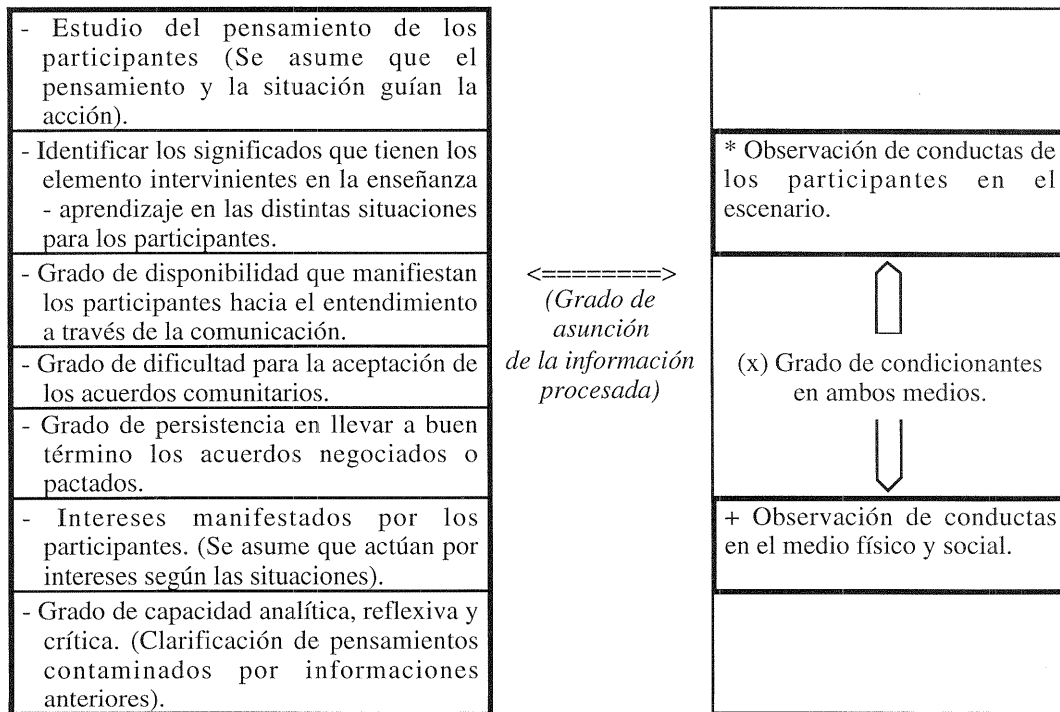 - Estudio del pensamiento de los
participantes (Se asume que el
pensamiento y la situación guían la
acción).
- Identificar los significados que tienen los
elemento intervinientes en la enseñanza
- aprendizaje en las distintas situaciones
para los participantes.
- Grado de disponibilidad que manifiestan
los participantes hacia el entendimiento
a través de la comunicación.
- Grado de dificultad para la aceptación de
los acuerdos comunitarios.
- Grado de persistencia en llevar a buen
término los acuerdos negociados o
pactados.
- Intereses manifestados por los
participantes. (Se asume que actúan por
intereses según las situaciones).
- Grado de capacidad analítica, reflexiva y
crítica. (Clarificación de pensamientos
contaminados por informaciones
anteriores).
<========>
(Grado de
asunción
de la información
procesada)
* Observación de conductas de
los participantes en el
escenario.
(x) Grado de condicionantes
en ambos medios.
+ Observación de conductas
en el medio físico y social.